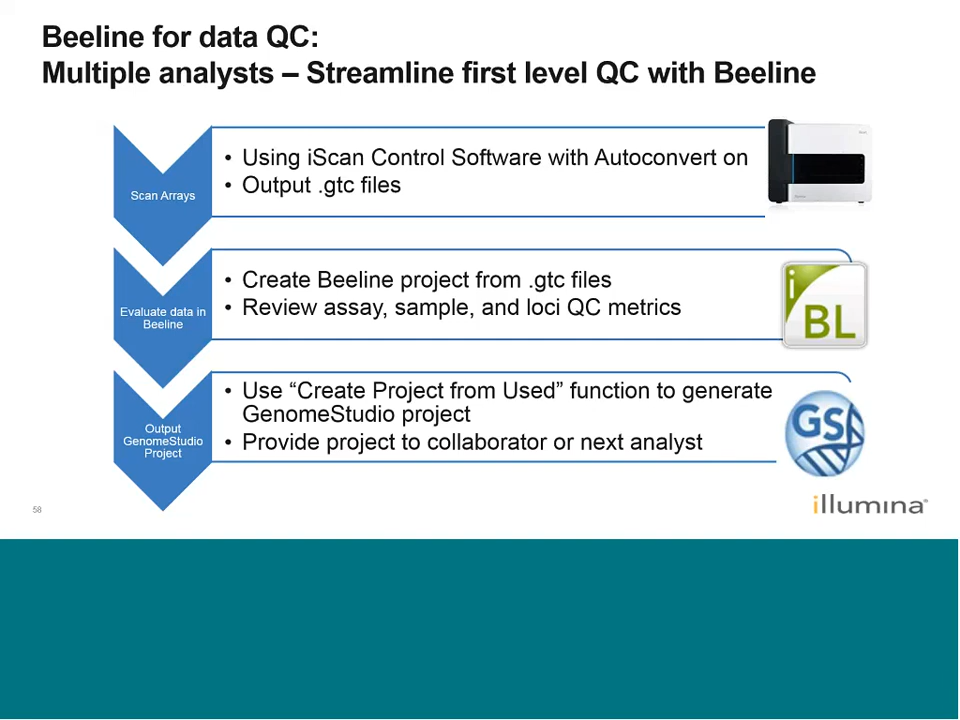 Beeline for data QC:
Multiple analysts – Streamline first level QC with Beeline
Scan Arrays
• Using iScan Control Software with Autoconvert on
• Output .gtc files
Evaluate data in
Beeline
• Create Beeline project from .gtc files
• Review assay, sample, and loci QC metrics
i
BL
Output
GenomeStudio
Project
• Use “Create Project from Used” function to generate
GenomeStudio project
• Provide project to collaborator or next analyst
GS
58
illumina®